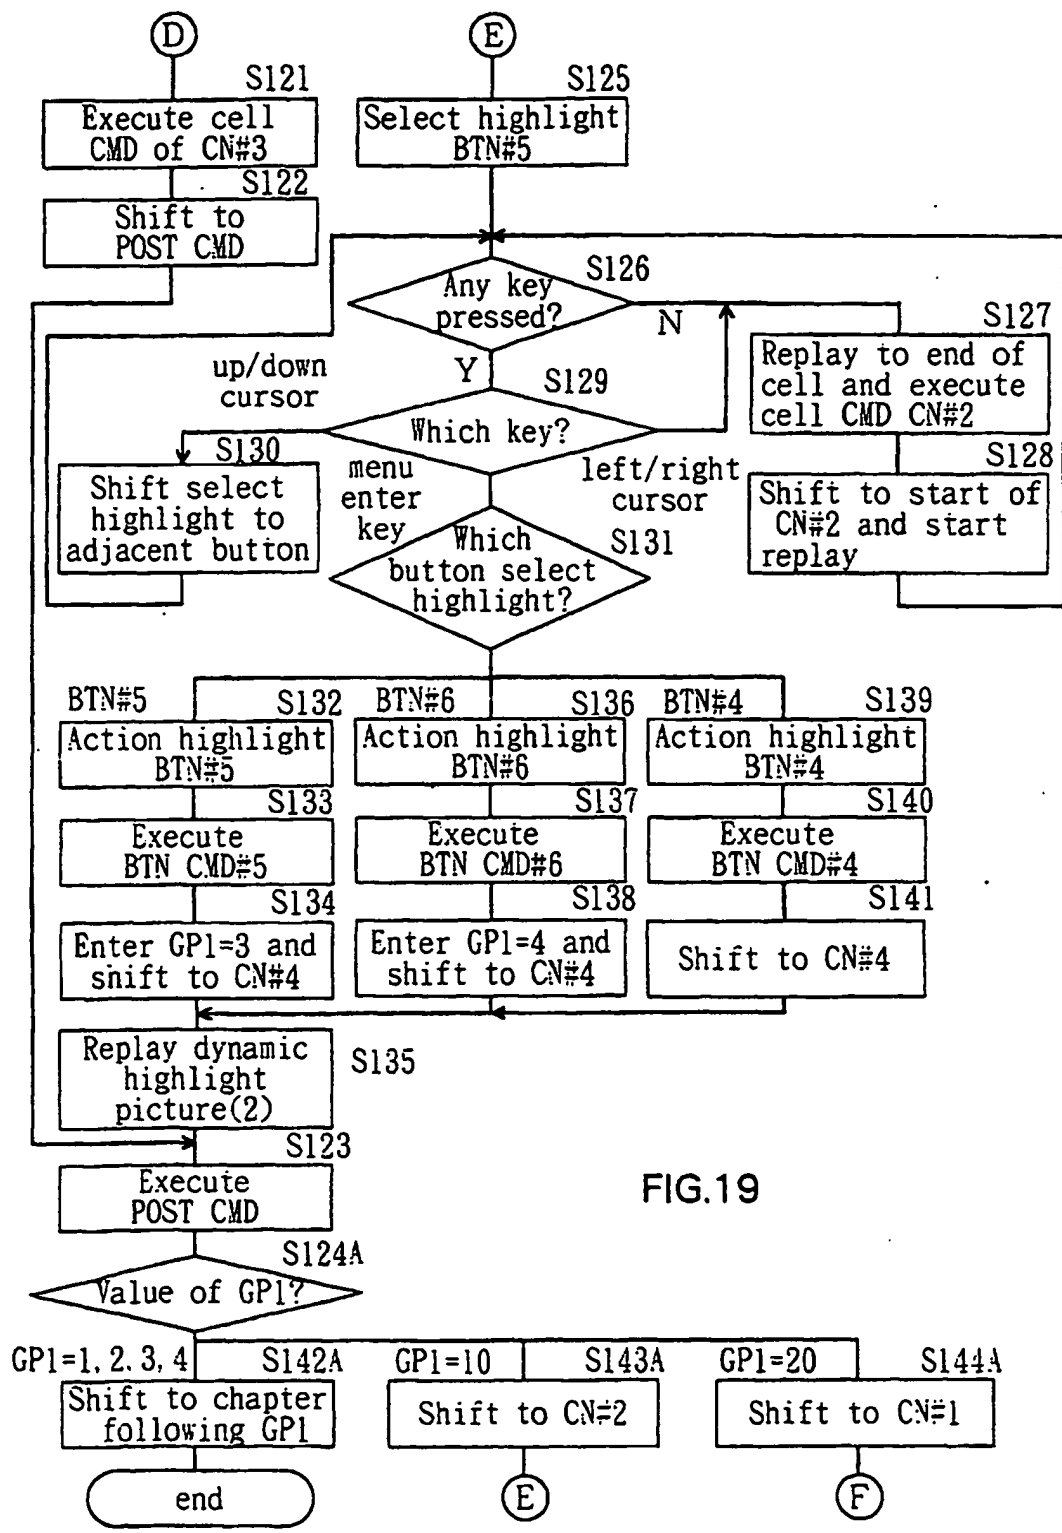 D
E
S121
Execute cell
CMD of CN#3
S125
Select highlight
BTN#5
S122
Shift to
POST CMD
S126
Any key
pressed?
N
Y
S127
Replay to end of
cell and execute
cell CMD CN#2
up/down
cursor
S129
Which key?
S130
Shift select
highlight to
adjacent button
menu
enter
key
left/right
cursor
S128
Shift to start of
CN#2 and start
replay
S131
Which
button select
highlight?
BTN#5
S132
Action highlight
BTN#5
BTN#6
S136
Action highlight
BTN#6
BTN#4
S139
Action highlight
BTN#4
S133
Execute
BTN CMD#5
S137
Execute
BTN CMD#6
S140
Execute
BTN CMD#4
S134
Enter GP1=3 and
snift to CN#4
S138
Enter GP1=4 and
shift to CN#4
S141
Shift to CN#4
Replay dynamic
highlight
picture(2)
S135
S123
Execute
POST CMD
FIG.19
S124A
Value of GP1?
GP1=1, 2, 3, 4
S142A
Shift to chapter
following GP1
GP1=10
S143A
Shift to CN#2
GP1=20
S144A
Shift to CN#1
end
E
F